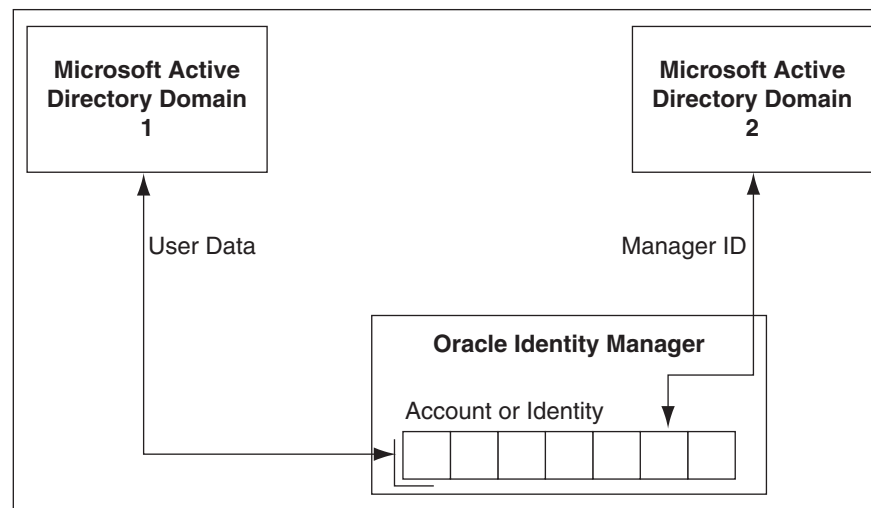 Microsoft Active
Directory Domain
1
Microsoft Active
Directory Domain
2
User Data
Manager ID
Oracle Identity Manager
Account or Identity